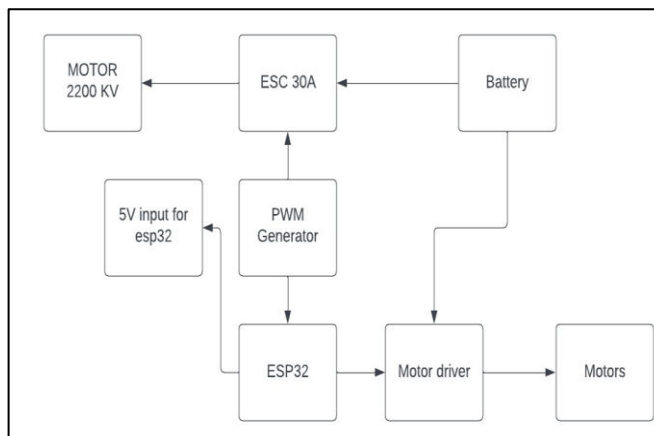 MOTOR
2200 KV
ESC 30A
Battery
5V input for
esp32
PWM
Generator
ESP32
Motor driver
Motors